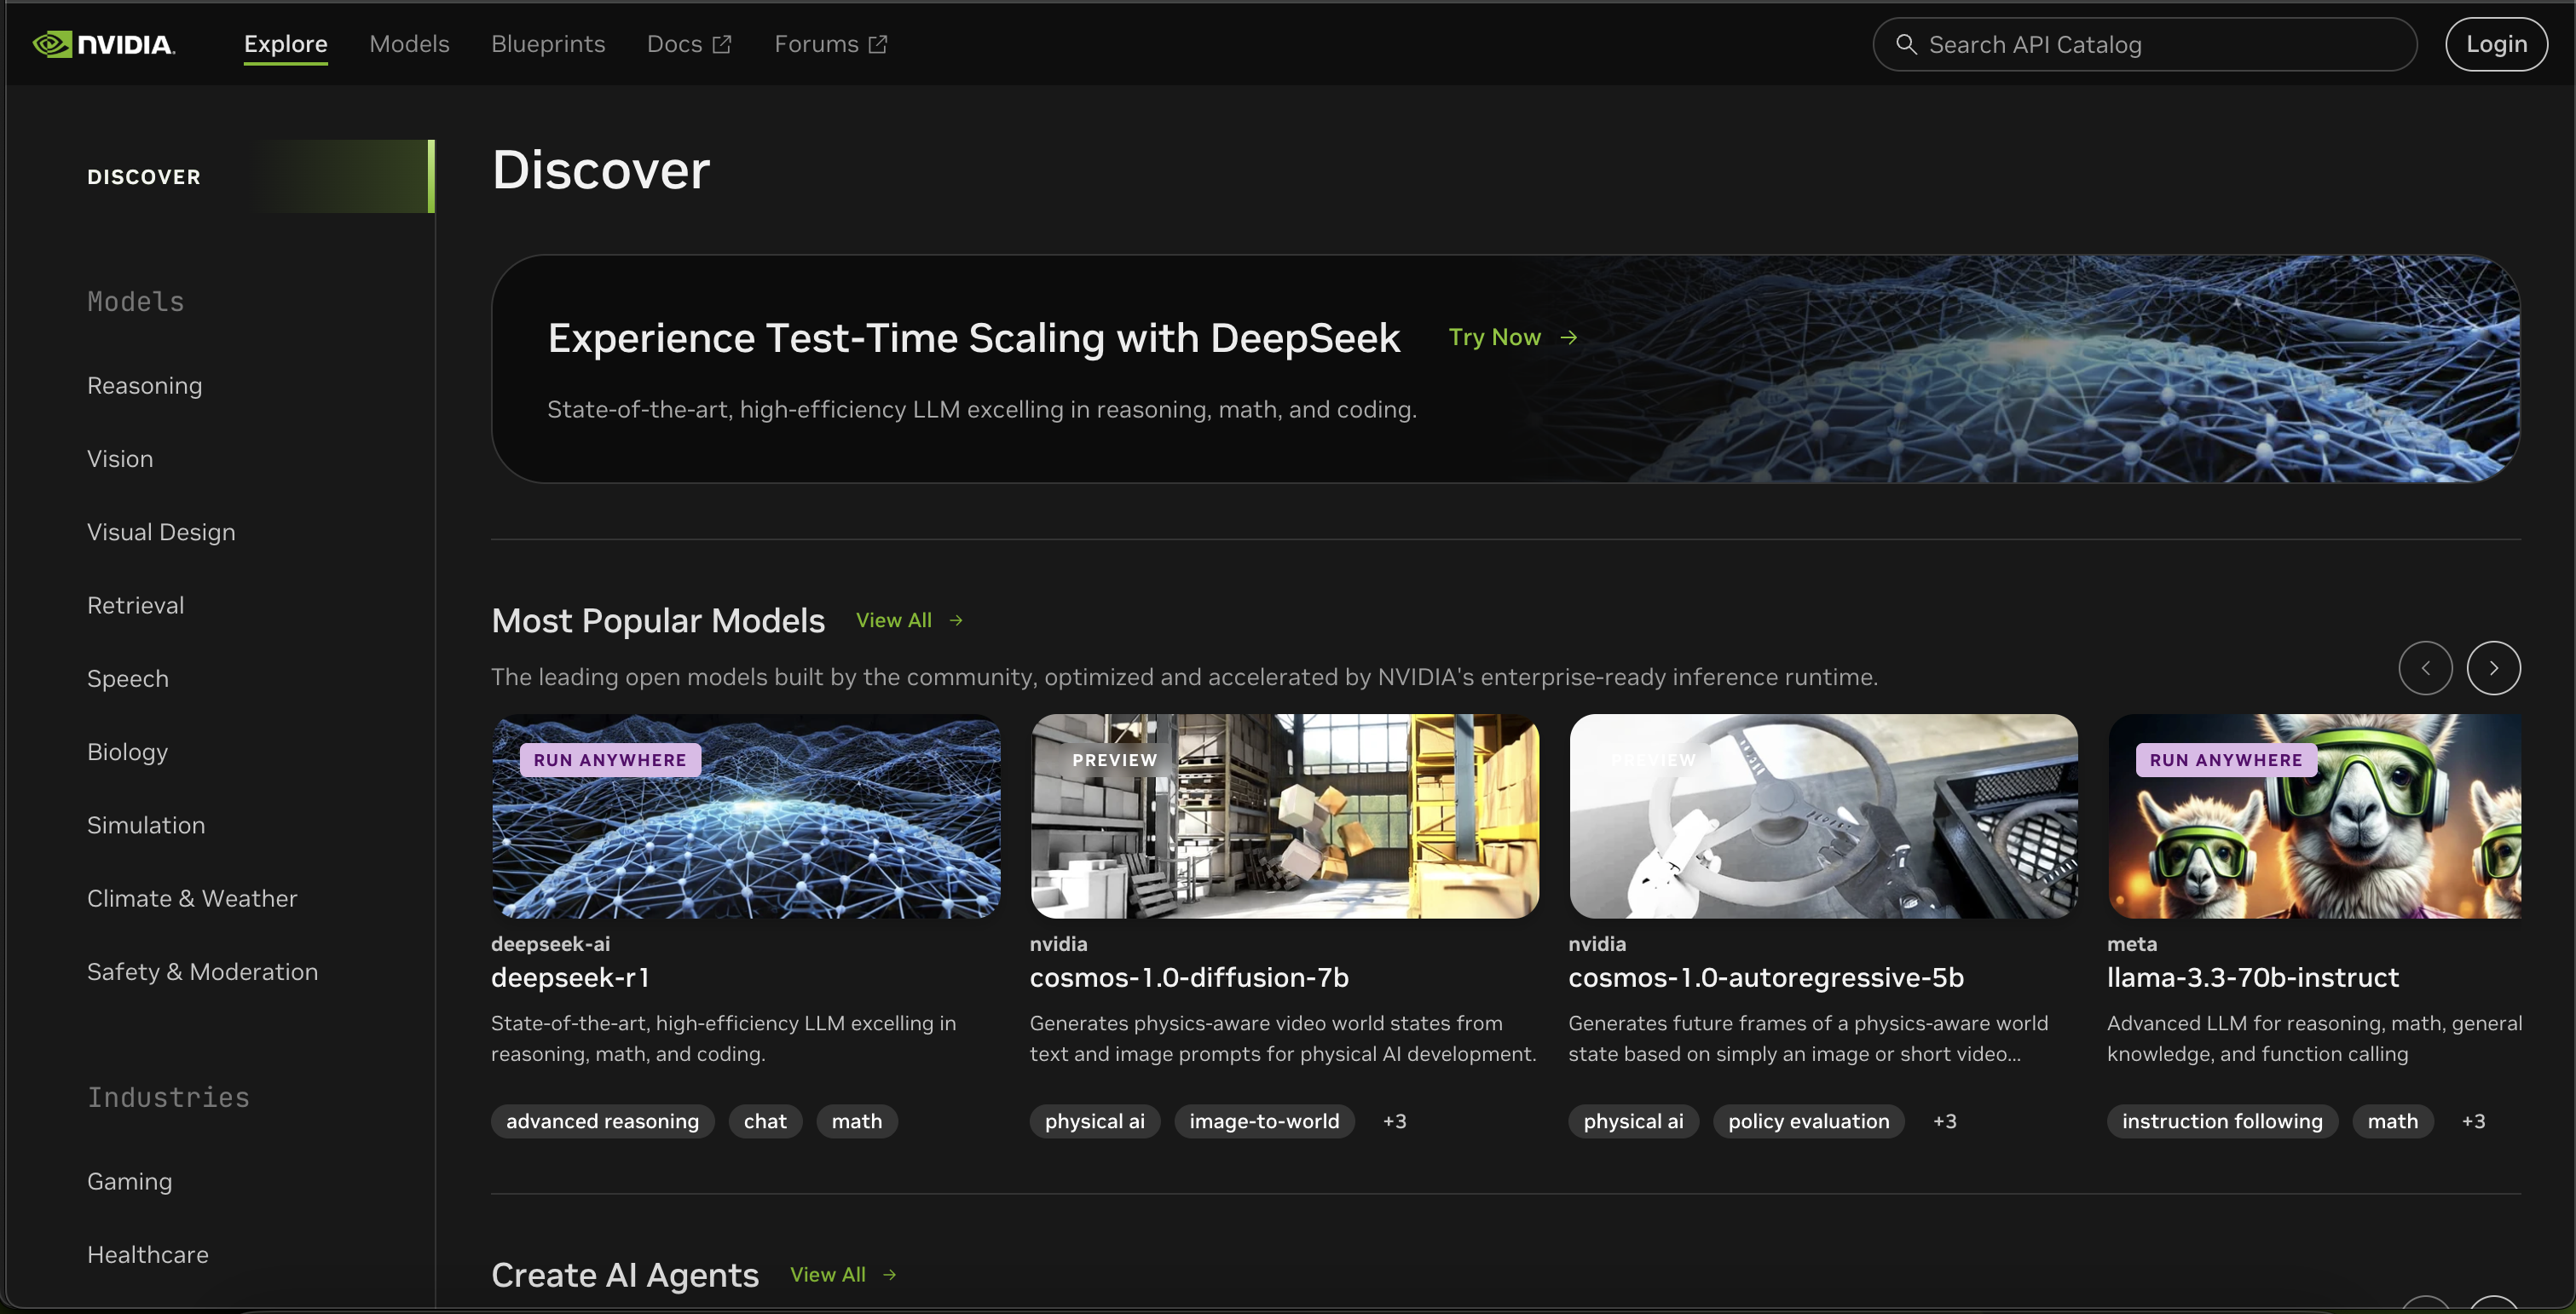 NVIDIA.
Explore
Models
Blueprints
Docs
Forums
Search API Catalog
Login
DISCOVER
Models
Reasoning
Vision
Visual Design
Retrieval
Speech
Biology
Simulation
Climate & Weather
Safety & Moderation
Industries
Gaming
Healthcare
Discover
Experience Test-Time Scaling with DeepSeek
Try Now →
State-of-the-art, high-efficiency LLM excelling in reasoning, math, and coding.
Most Popular Models
View All →
The leading open models built by the community, optimized and accelerated by NVIDIA's enterprise-ready inference runtime.
RUN ANYWHERE
deepseek-ai
deepseek-r1
State-of-the-art, high-efficiency LLM excelling in
reasoning, math, and coding.
advanced reasoning
chat
math
PREVIEW
nvidia
cosmos-1.0-diffusion-7b
Generates physics-aware video world states from
text and image prompts for physical AI development.
physical ai
image-to-world
+3
PREVIEW
nvidia
cosmos-1.0-autoregressive-5b
Generates future frames of a physics-aware world
state based on simply an image or short video...
physical ai
policy evaluation
+3
RUN ANYWHERE
meta
llama-3.3-70b-instruct
Advanced LLM for reasoning, math, general
knowledge, and function calling
instruction following
math
+3
Create AI Agents
View All →